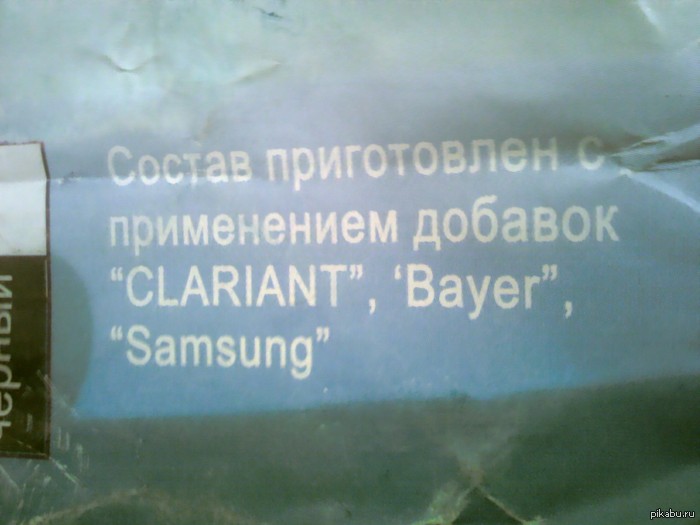 Состав приготовлен с
применением добавок
“CLARIANT”, ‘Bayer”,
“Samsung”
черный
pikabu.ru